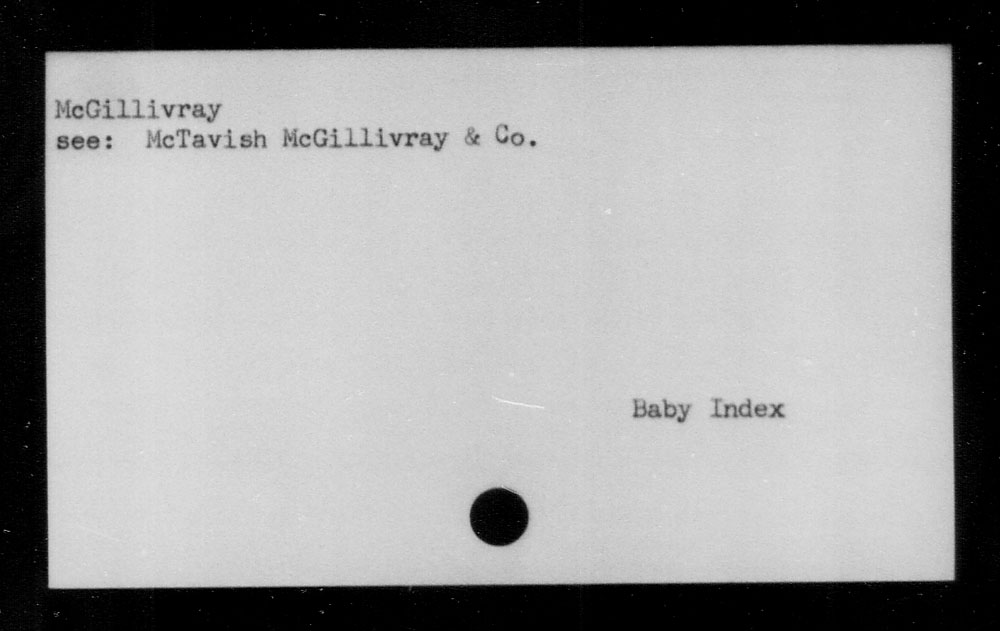 McGillivray
see: McTavish McGillivray & Co.
Baby Index